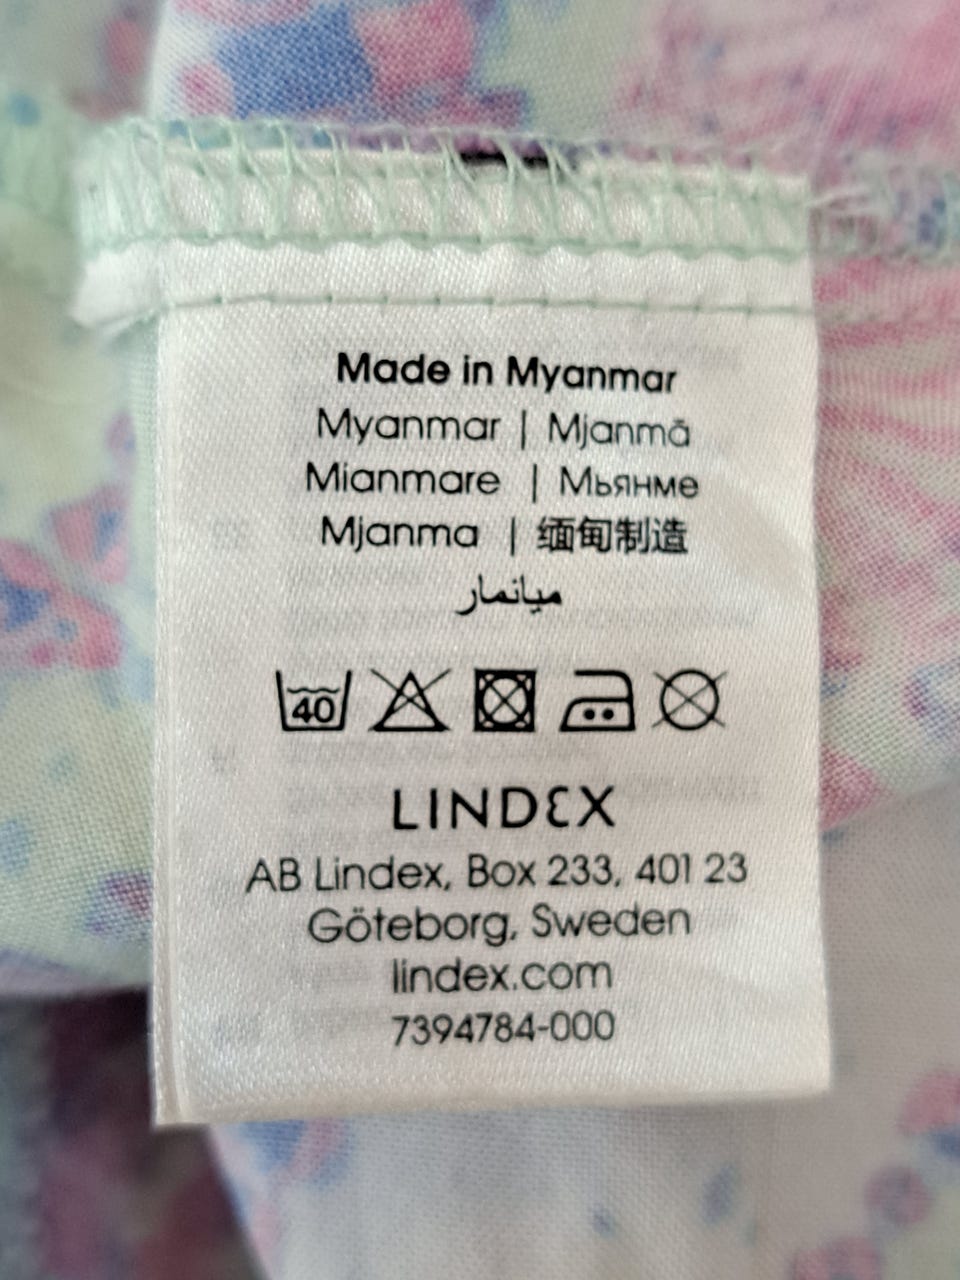 Made in Myanmar
Myanmar | Mjanmā
Mianmare | Мьянме
Mjanma | 缅甸制造
ميانمار
40
LINDEX
AB Lindex, Box 233, 401 23
Göteborg, Sweden
lindex.com
7394784-000